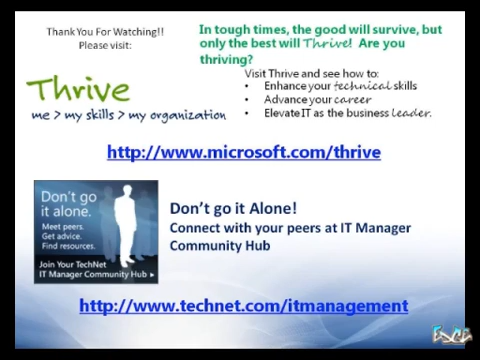 Thank You For Watching!!
Please visit:
In tough times, the good will survive, but
only the best will Thrive! Are you
thriving?
Thrive
me > my skills > my organization
Visit Thrive and see how to:
• Enhance your technical skills
• Advance your career
• Elevate IT as the business leader.
http://www.microsoft.com/thrive
Don't go
it alone.
Meet peers.
Get advice.
Find resources.
Join Your TechNet
IT Manager Community Hub ▸
Don't go it Alone!
Connect with your peers at IT Manager
Community Hub
http://www.technet.com/itmanagement